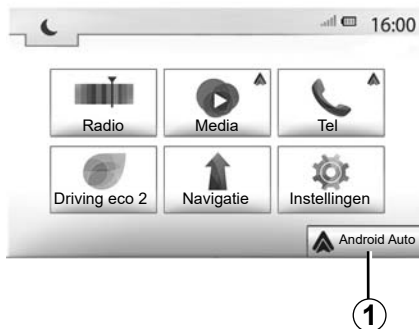 16:00
Radio
Media
Tel
Driving eco 2
Navigatie
Instellingen
Android Auto
1